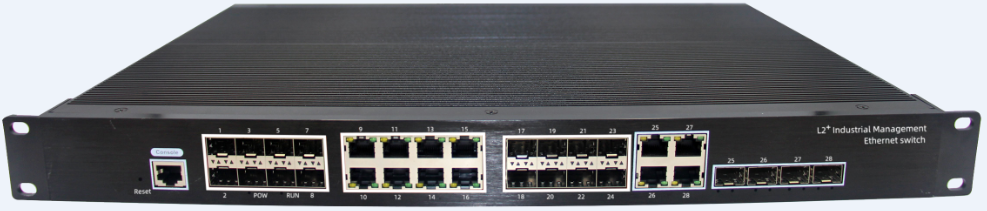 L2+ Industrial Management
Ethernet switch
Console
Reset
1 3 5 7
2 POW RUN 8
9 11 13 15
10 12 14 16
17 19 21 23
18 20 22 24
25 27
26 28
25 26 27 28